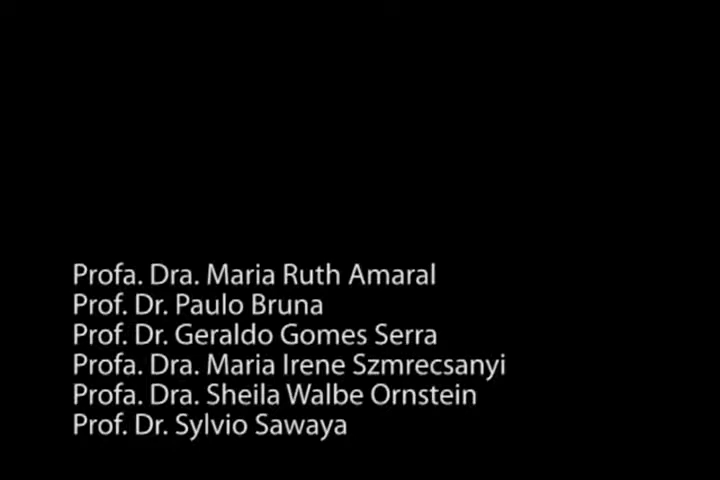 Profa. Dra. Maria Ruth Amaral
Prof. Dr. Paulo Bruna
Prof. Dr. Geraldo Gomes Serra
Profa. Dra. Maria Irene Szmrecsanyi
Profa. Dra. Sheila Walbe Ornstein
Prof. Dr. Sylvio Sawaya